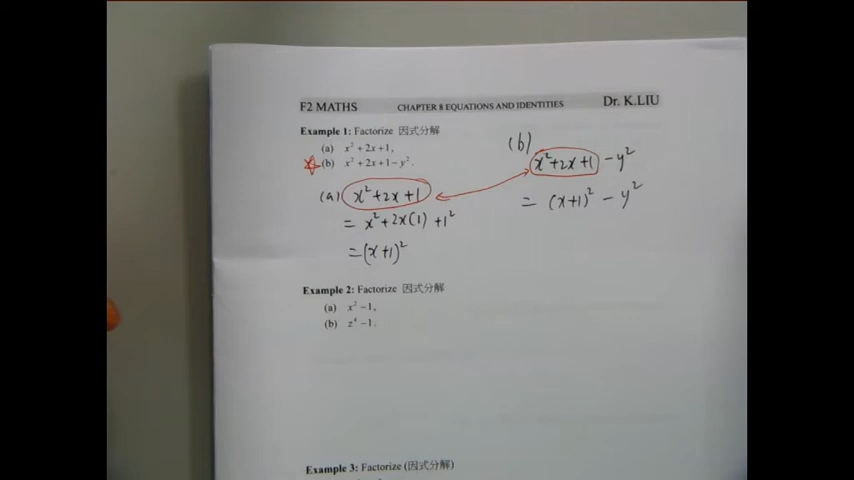 F2 MATHS CHAPTER 8 EQUATIONS AND IDENTITIES Dr. K.LIU
Example 1: Factorize 因式分解
(a) x² + 2x + 1,
(b) x² + 2x + 1 − y².
(a) x² + 2x + 1
= x² + 2x(1) + 1²
= (x + 1)²
(b)
x² + 2x + 1 − y²
= (x+1)² − y²
Example 2: Factorize 因式分解
(a) x² − 1,
(b) z⁴ − 1.
Example 3: Factorize (因式分解)